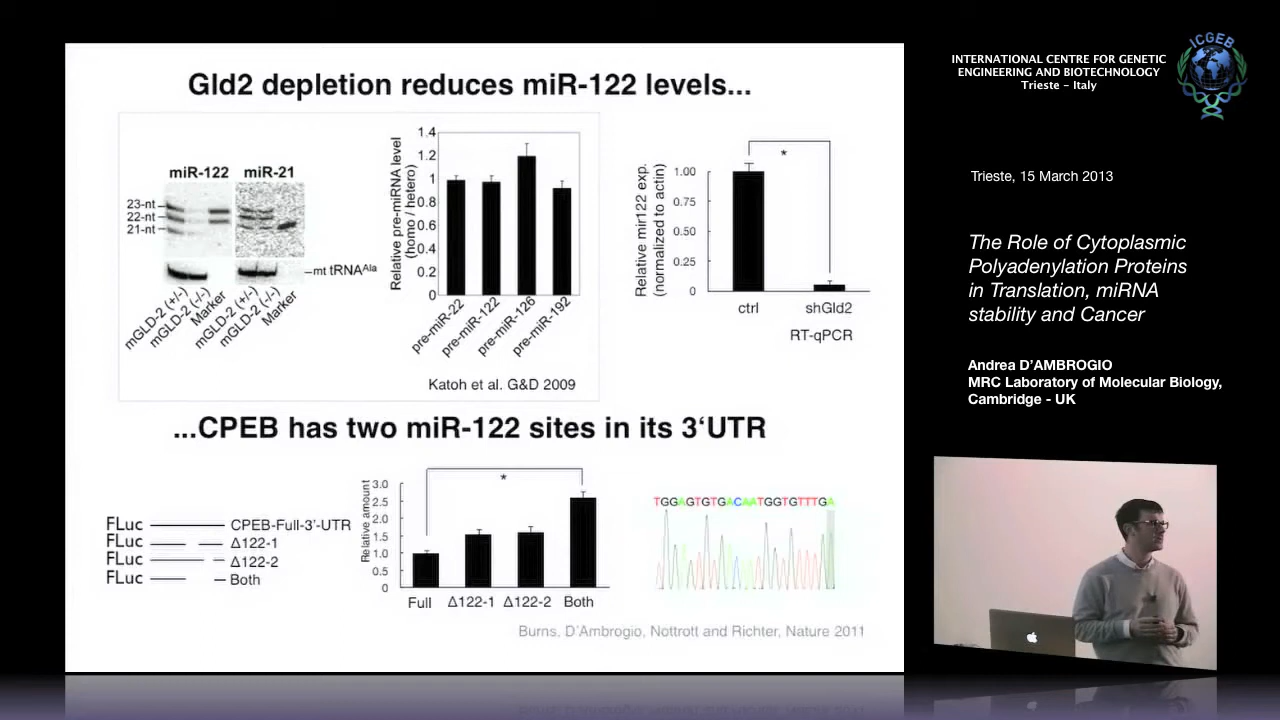 Gld2 depletion reduces miR-122 levels...
miR-122 miR-21
23-nt
22-nt
21-nt
mt tRNAAla
mGLD-2 (+/-)
mGLD-2 (-/-)
Marker
mGLD-2 (+/-)
mGLD-2 (-/-)
Marker
Relative pre-miRNA level
(homo / hetero)
1.4
1.2
1
0.8
0.6
0.4
0.2
0
pre-miR-22
pre-miR-122
pre-miR-126
pre-miR-192
Katoh et al. G&D 2009
Relative mir122 exp.
(normalized to actin)
1.00
0.75
0.50
0.25
0
*
ctrl shGld2
RT-qPCR
...CPEB has two miR-122 sites in its 3‘UTR
FLuc CPEB-Full-3'-UTR
FLuc Δ122-1
FLuc Δ122-2
FLuc Both
Relative amount
3.0
2.5
2.0
1.5
1.0
0.5
0
*
Full Δ122-1 Δ122-2 Both
TGGAGTGTGACAATGGTGTTTGA
Burns, D'Ambrogio, Nottrott and Richter, Nature 2011
INTERNATIONAL CENTRE FOR GENETIC
ENGINEERING AND BIOTECHNOLOGY
Trieste - Italy
ICGEB
Trieste, 15 March 2013
The Role of Cytoplasmic
Polyadenylation Proteins
in Translation, miRNA
stability and Cancer
Andrea D'AMBROGIO
MRC Laboratory of Molecular Biology,
Cambridge - UK